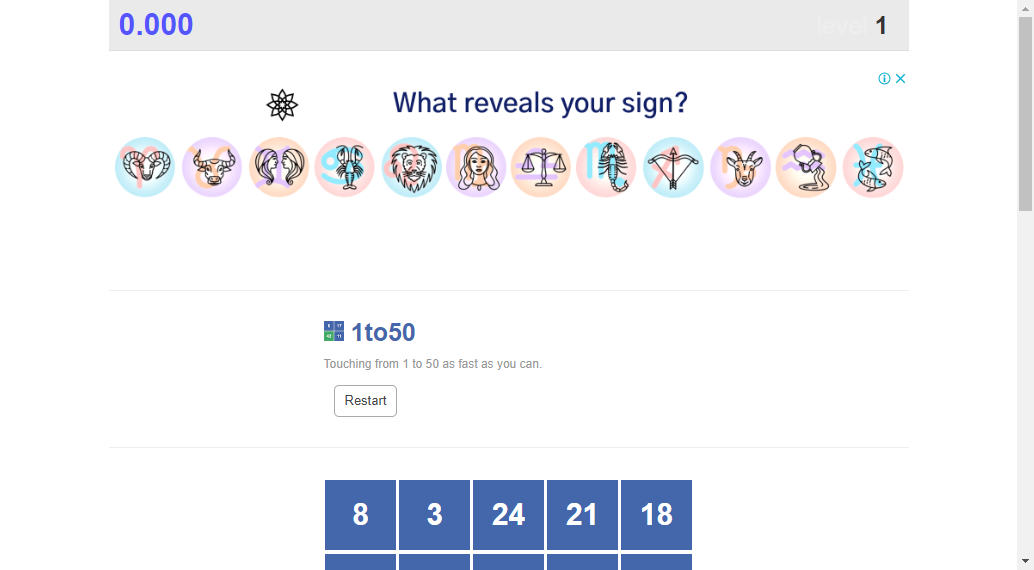 0.000
level 1
What reveals your sign?
1to50
Touching from 1 to 50 as fast as you can.
Restart
8 3 24 21 18